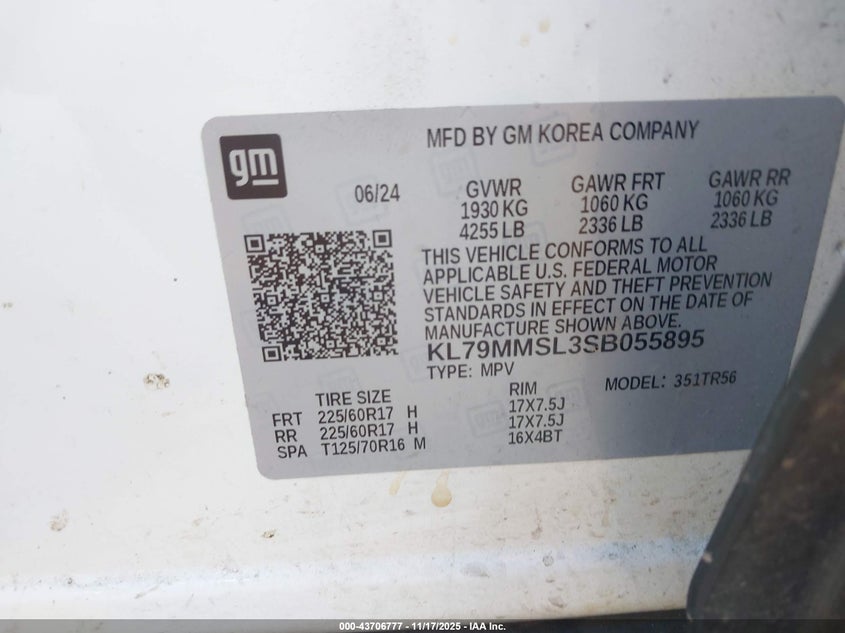 gm
MFD BY GM KOREA COMPANY
06/24
GVWR GAWR FRT GAWR RR
1930 KG 1060 KG 1060 KG
4255 LB 2336 LB 2336 LB
THIS VEHICLE CONFORMS TO ALL
APPLICABLE U.S. FEDERAL MOTOR
VEHICLE SAFETY AND THEFT PREVENTION
STANDARDS IN EFFECT ON THE DATE OF
MANUFACTURE SHOWN ABOVE.
KL79MMSL3SB055895
TYPE: MPV MODEL: 351TR56
TIRE SIZE RIM
FRT 225/60R17 H 17X7.5J
RR 225/60R17 H 17X7.5J
SPA T125/70R16 M 16X4BT
000-43706777 - 11/17/2025 - IAA Inc.